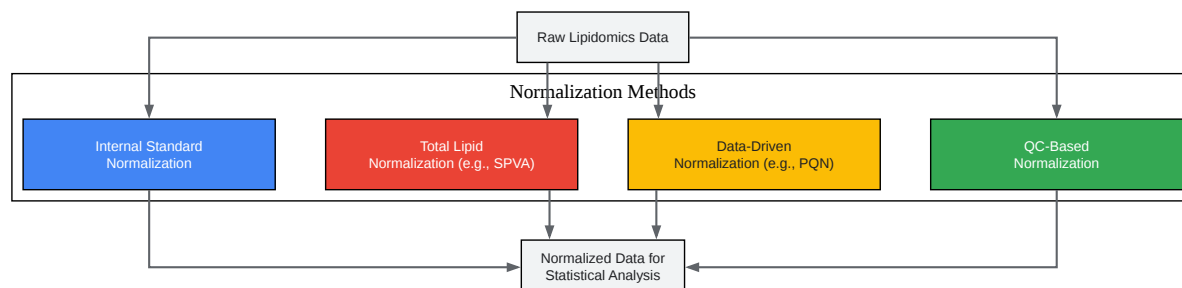 Raw Lipidomics Data
Normalization Methods
Internal Standard
Normalization
Total Lipid
Normalization (e.g., SPVA)
Data-Driven
Normalization (e.g., PQN)
QC-Based
Normalization
Normalized Data for
Statistical Analysis